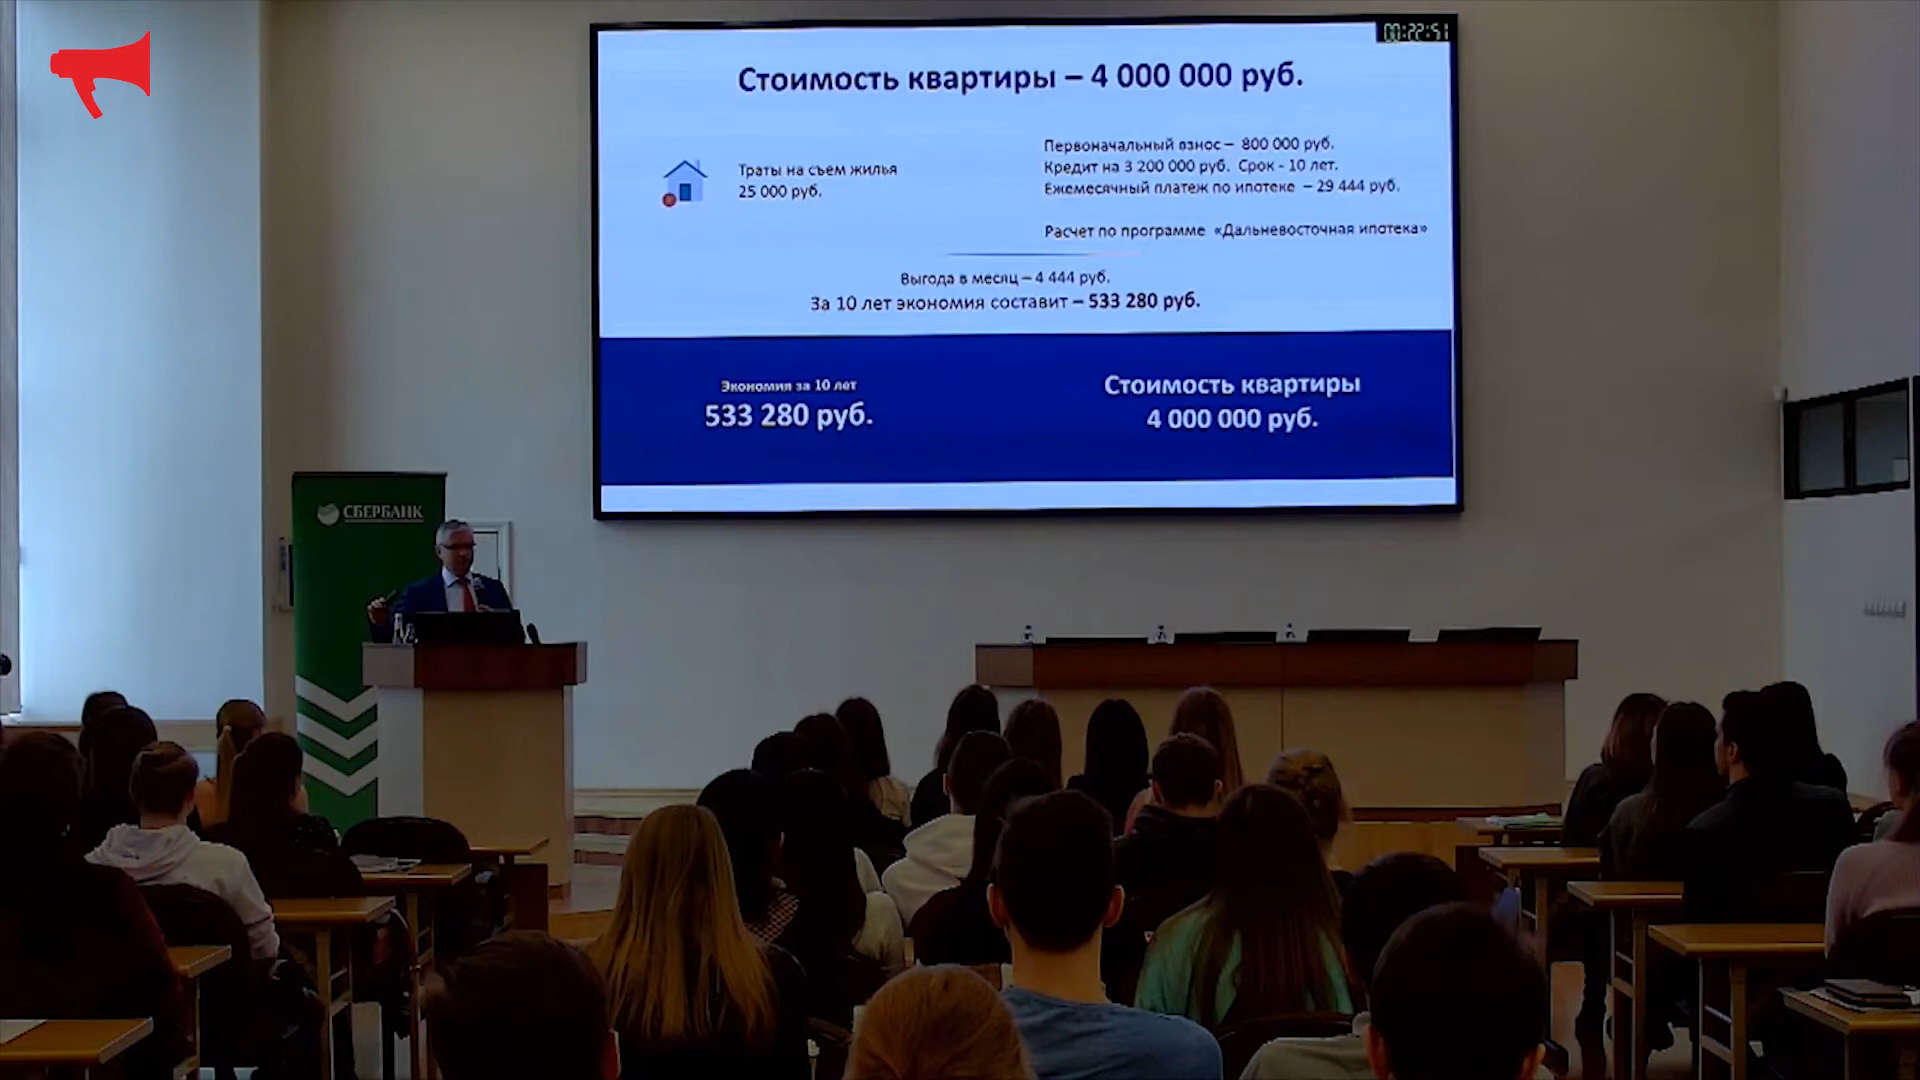 00:22:51
Стоимость квартиры – 4 000 000 руб.
Траты на съем жилья
25 000 руб.
Первоначальный взнос – 800 000 руб.
Кредит на 3 200 000 руб. Срок - 10 лет.
Ежемесячный платеж по ипотеке – 29 444 руб.
Расчет по программе «Дальневосточная ипотека»
Выгода в месяц – 4 444 руб.
За 10 лет экономия составит – 533 280 руб.
Экономия за 10 лет
533 280 руб.
Стоимость квартиры
4 000 000 руб.
СБЕРБАНК